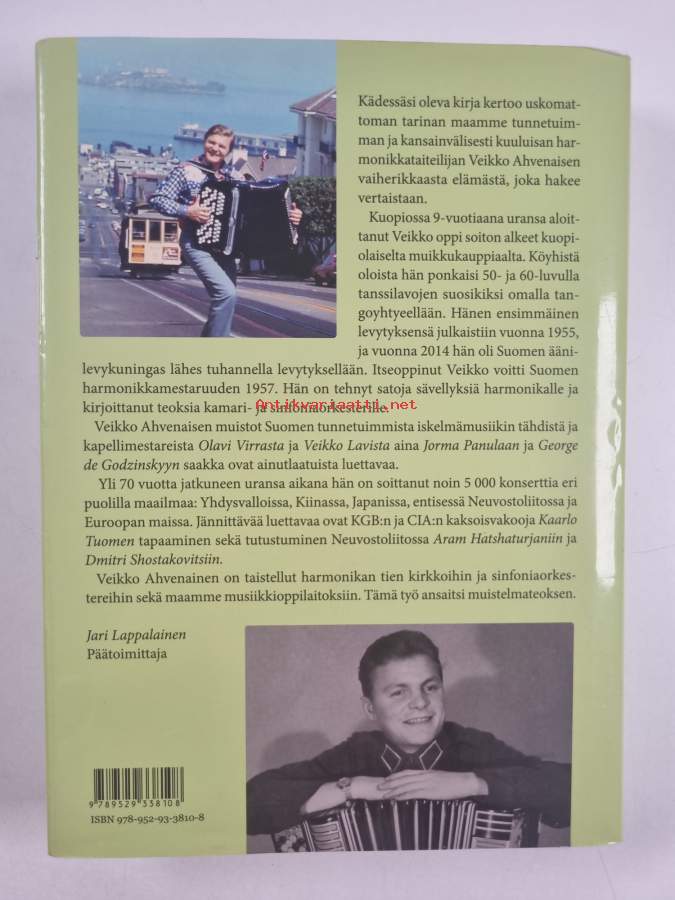 Kädessäsi oleva kirja kertoo uskomat-
toman tarinan maamme tunnetuim-
man ja kansainvälisesti kuuluisan har-
monikkataiteilijan Veikko Ahvenaisen
vaiherikkaasta elämästä, joka hakee
vertaistaan.
Kuopiossa 9-vuotiaana uransa aloit-
tanut Veikko oppi soiton alkeet kuopi-
olaiselta muikkukauppiaalta. Köyhistä
oloista hän ponkaisi 50- ja 60-luvulla
tanssilavojen suosikiksi omalla tan-
goyhtyeellään. Hänen ensimmäinen
levytyksensä julkaistiin vuonna 1955,
ja vuonna 2014 hän oli Suomen ääni-
levykuningas lähes tuhannella levytyksellään. Itseoppinut Veikko voitti Suomen
harmonikkamestaruuden 1957. Hän on tehnyt satoja sävellyksiä harmonikalle ja
kirjoittanut teoksia kamari- ja sinfoniaorkesterille.
Antikvariaatti.net
Veikko Ahvenaisen muistot Suomen tunnetuimmista iskelmämusiikin tähdistä ja
kapellimestareista Olavi Virrasta ja Veikko Lavista aina Jorma Panulaan ja George
de Godzinskyyn saakka ovat ainutlaatuista luettavaa.
Yli 70 vuotta jatkuneen uransa aikana hän on soittanut noin 5 000 konserttia eri
puolilla maailmaa: Yhdysvalloissa, Kiinassa, Japanissa, entisessä Neuvostoliitossa ja
Euroopan maissa. Jännittävää luettavaa ovat KGB:n ja CIA:n kaksoisvakooja Kaarlo
Tuomen tapaaminen sekä tutustuminen Neuvostoliitossa Aram Hatshaturjaniin ja
Dmitri Shostakovitsiin.
Veikko Ahvenainen on taistellut harmonikan tien kirkkoihin ja sinfoniaorkes-
tereihin sekä maamme musiikkioppilaitoksiin. Tämä työ ansaitsi muistelmateoksen.
Jari Lappalainen
Päätoimittaja
9 789529 338108
ISBN 978-952-93-3810-8